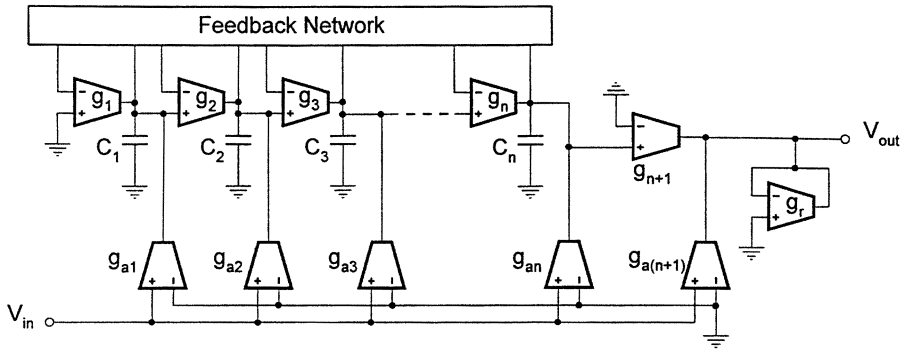 Feedback Network
g1 g2 g3 gn
C1 C2 C3 Cn
gn+1
Vout
gr
ga1 ga2 ga3 gan ga(n+1)
Vin